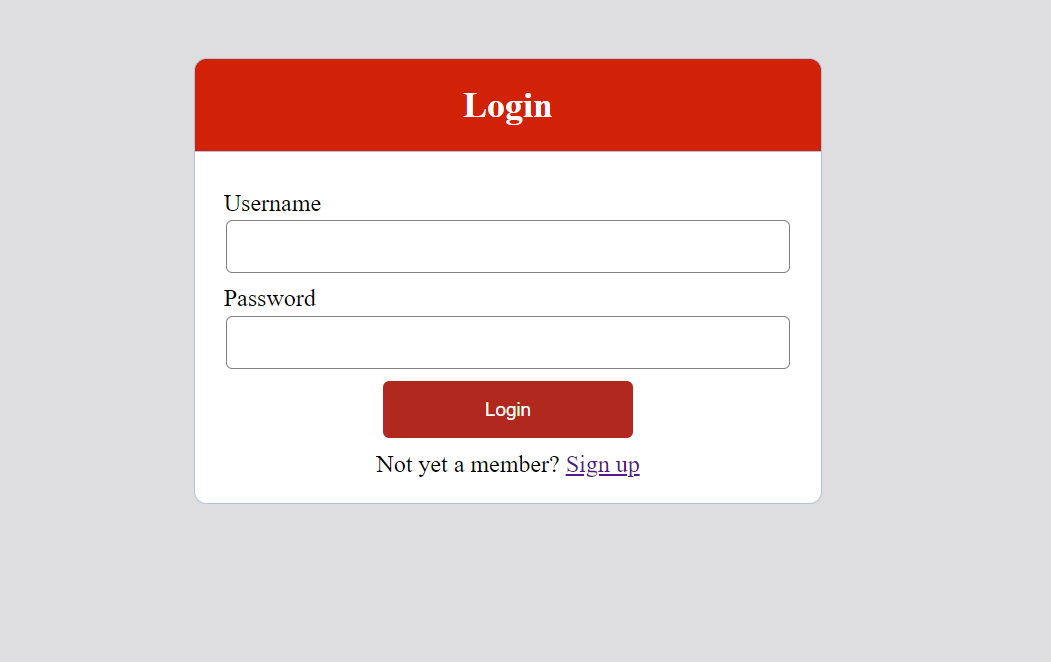 Login
Username
Password
Login
Not yet a member? Sign up